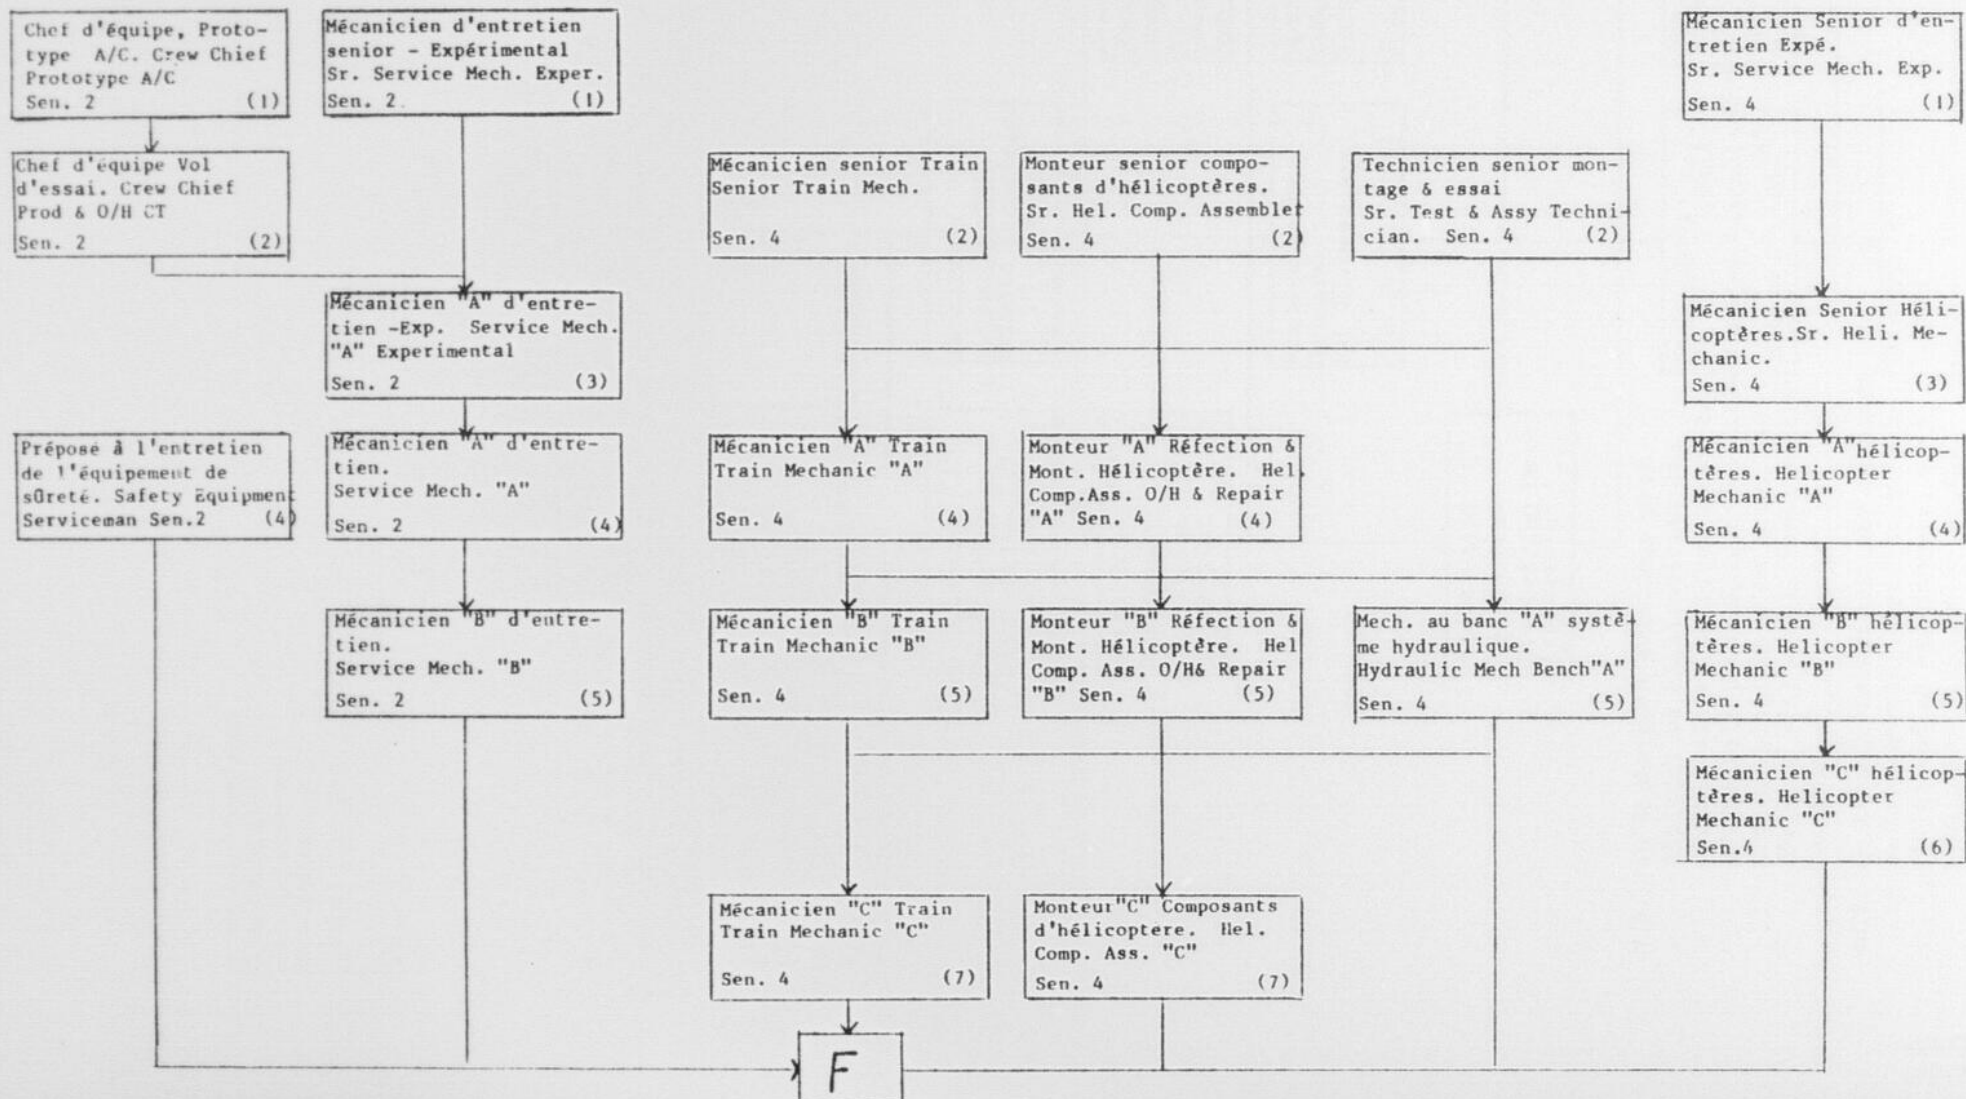 Chef d'équipe, Proto-
type A/C. Crew Chief
Prototype A/C
Sen. 2 (1)
Mécanicien d'entretien
senior - Expérimental
Sr. Service Mech. Exper.
Sen. 2 (1)
Mécanicien Senior d'en-
tretien Expé.
Sr. Service Mech. Exp.
Sen. 4 (1)
Chef d'équipe Vol
d'essai. Crew Chief
Prod & O/H CT
Sen. 2 (2)
Mécanicien senior Train
Senior Train Mech.
Sen. 4 (2)
Monteur senior compo-
sants d'hélicoptères.
Sr. Hel. Comp. Assembler
Sen. 4 (2)
Technicien senior mon-
tage & essai
Sr. Test & Assy Techni-
cian. Sen. 4 (2)
Mécanicien "A" d'entre-
tien -Exp. Service Mech.
"A" Experimental
Sen. 2 (3)
Mécanicien Senior Héli-
coptères.Sr. Heli. Me-
chanic.
Sen. 4 (3)
Préposé à l'entretien
de l'équipement de
sûreté. Safety Equipment
Serviceman Sen.2 (4)
Mécanicien "A" d'entre-
tien.
Service Mech. "A"
Sen. 2 (4)
Mécanicien "A" Train
Train Mechanic "A"
Sen. 4 (4)
Monteur "A" Réfection &
Mont. Hélicoptère. Hel.
Comp.Ass. O/H & Repair
"A" Sen. 4 (4)
Mécanicien "A" hélicop-
tères. Helicopter
Mechanic "A"
Sen. 4 (4)
Mécanicien "B" d'entre-
tien.
Service Mech. "B"
Sen. 2 (5)
Mécanicien "B" Train
Train Mechanic "B"
Sen. 4 (5)
Monteur "B" Réfection &
Mont. Hélicoptère. Hel
Comp. Ass. O/H& Repair
"B" Sen. 4 (5)
Mech. au banc "A" systè-
me hydraulique.
Hydraulic Mech Bench"A"
Sen. 4 (5)
Mécanicien "B" hélicop-
tères. Helicopter
Mechanic "B"
Sen. 4 (5)
Mécanicien "C" hélicop-
tères. Helicopter
Mechanic "C"
Sen.4 (6)
Mécanicien "C" Train
Train Mechanic "C"
Sen. 4 (7)
Monteur"C" Composants
d'hélicoptere. Hel.
Comp. Ass. "C"
Sen. 4 (7)
F